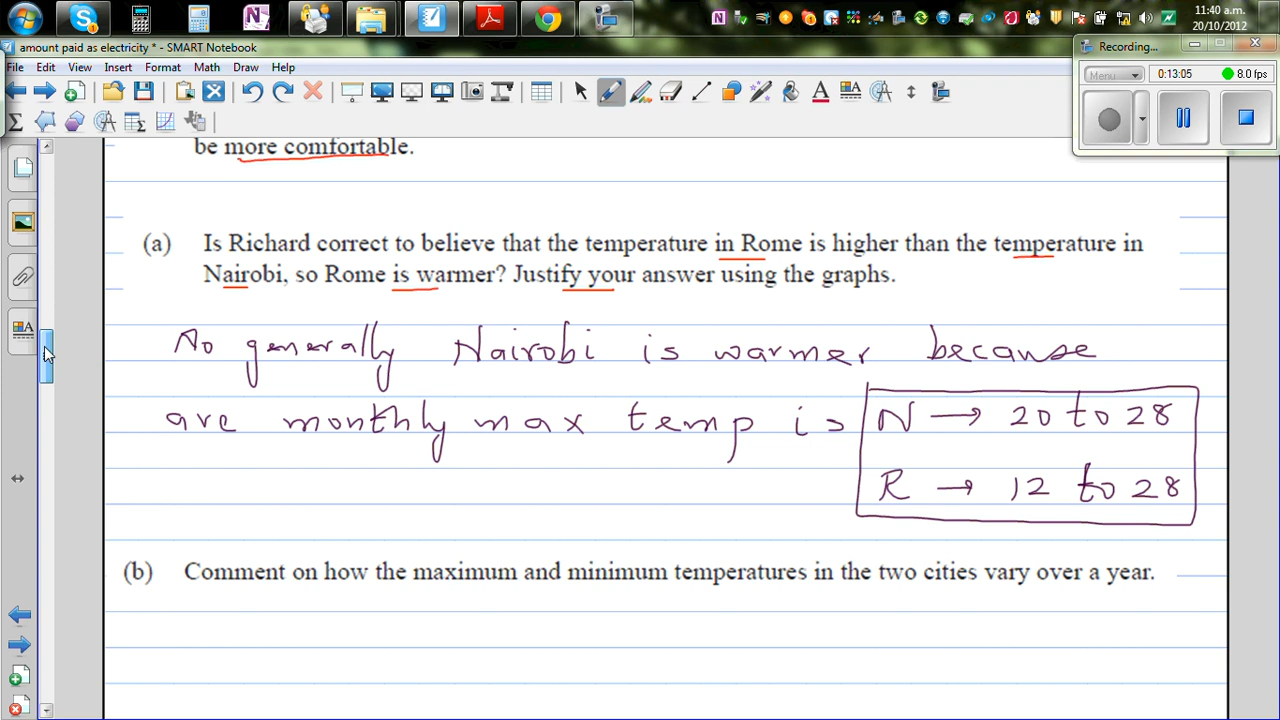 11:40 a.m.
20/10/2012
amount paid as electricity * - SMART Notebook
Recording...
File Edit View Insert Format Math Draw Help
Menu
0:13:05
8.0 fps
be more comfortable.
(a) Is Richard correct to believe that the temperature in Rome is higher than the temperature in
Nairobi, so Rome is warmer? Justify your answer using the graphs.
No generally Nairobi is warmer because
are monthly max temp is N → 20 to 28
R → 12 to 28
(b) Comment on how the maximum and minimum temperatures in the two cities vary over a year.